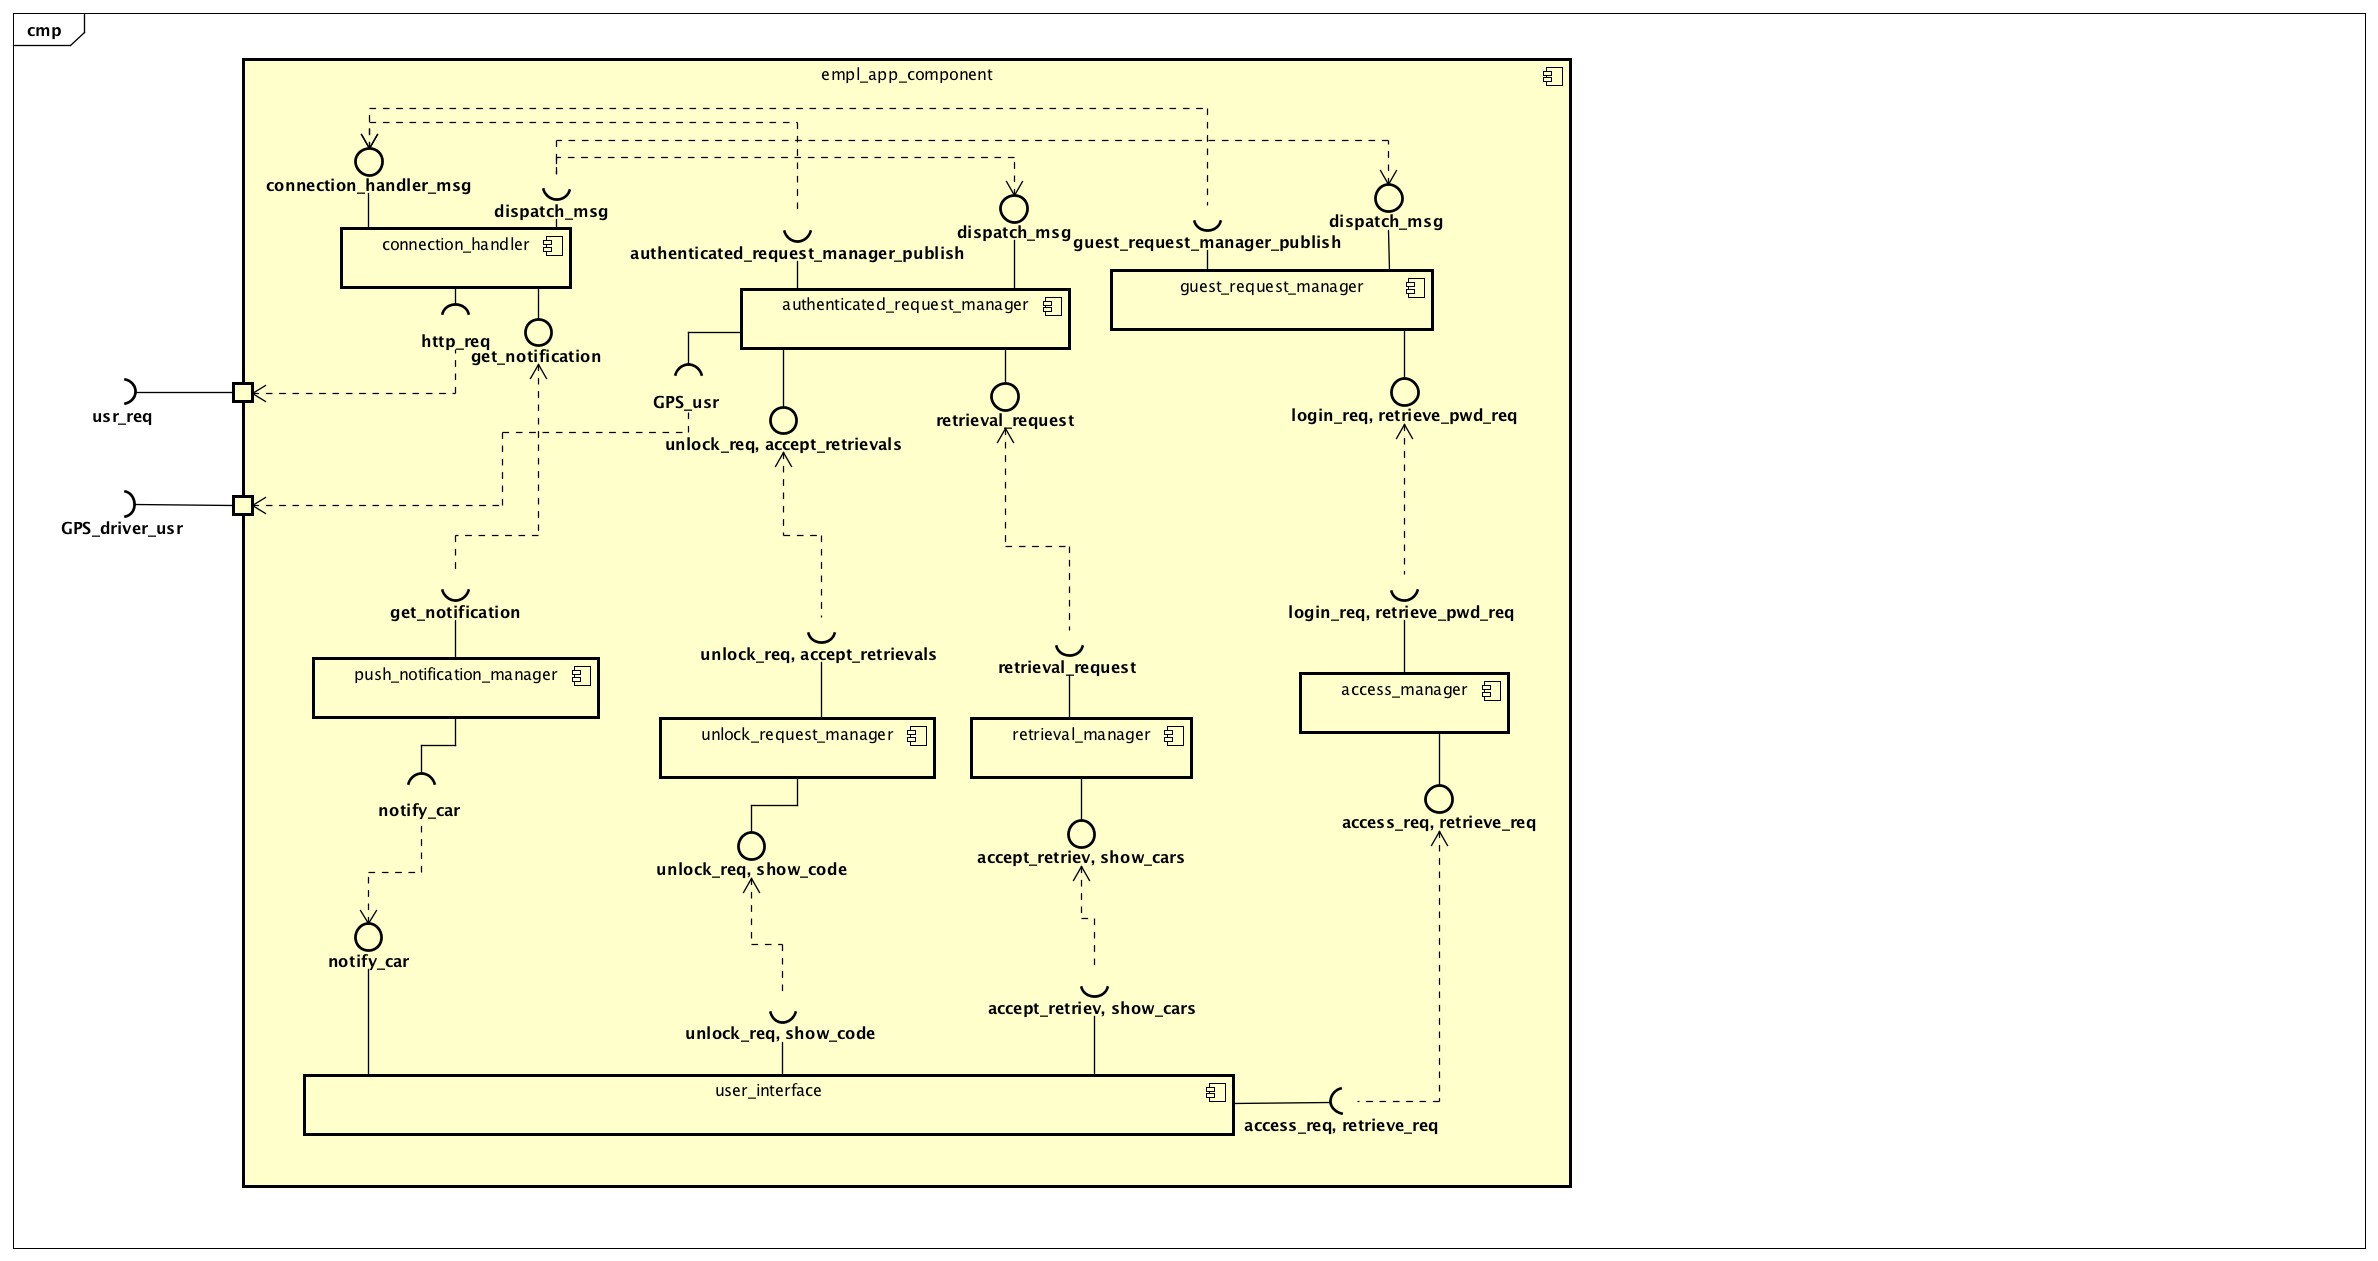 cmp
empl_app_component
connection_handler_msg
dispatch_msg
dispatch_msg
dispatch_msg
authenticated_request_manager_publish
guest_request_manager_publish
connection_handler
authenticated_request_manager
guest_request_manager
http_req
get_notification
GPS_usr
usr_req
unlock_req, accept_retrievals
retrieval_request
login_req, retrieve_pwd_req
GPS_driver_usr
get_notification
unlock_req, accept_retrievals
retrieval_request
login_req, retrieve_pwd_req
push_notification_manager
unlock_request_manager
retrieval_manager
access_manager
notify_car
unlock_req, show_code
accept_retriev, show_cars
access_req, retrieve_req
notify_car
unlock_req, show_code
accept_retriev, show_cars
user_interface
access_req, retrieve_req